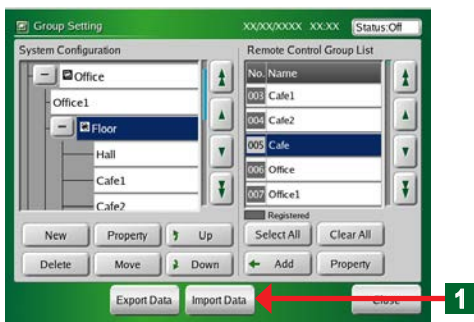 Group Setting
XX/XX/XXXX XX:XX
Status:Off
System Configuration
Office
Office1
Floor
Hall
Cafe1
Cafe2
New Property Up
Delete Move Down
Remote Control Group List
No. Name
003 Cafe1
004 Cafe2
005 Cafe
006 Office
007 Office1
Registered
Select All Clear All
Add Property
Export Data Import Data Close
1